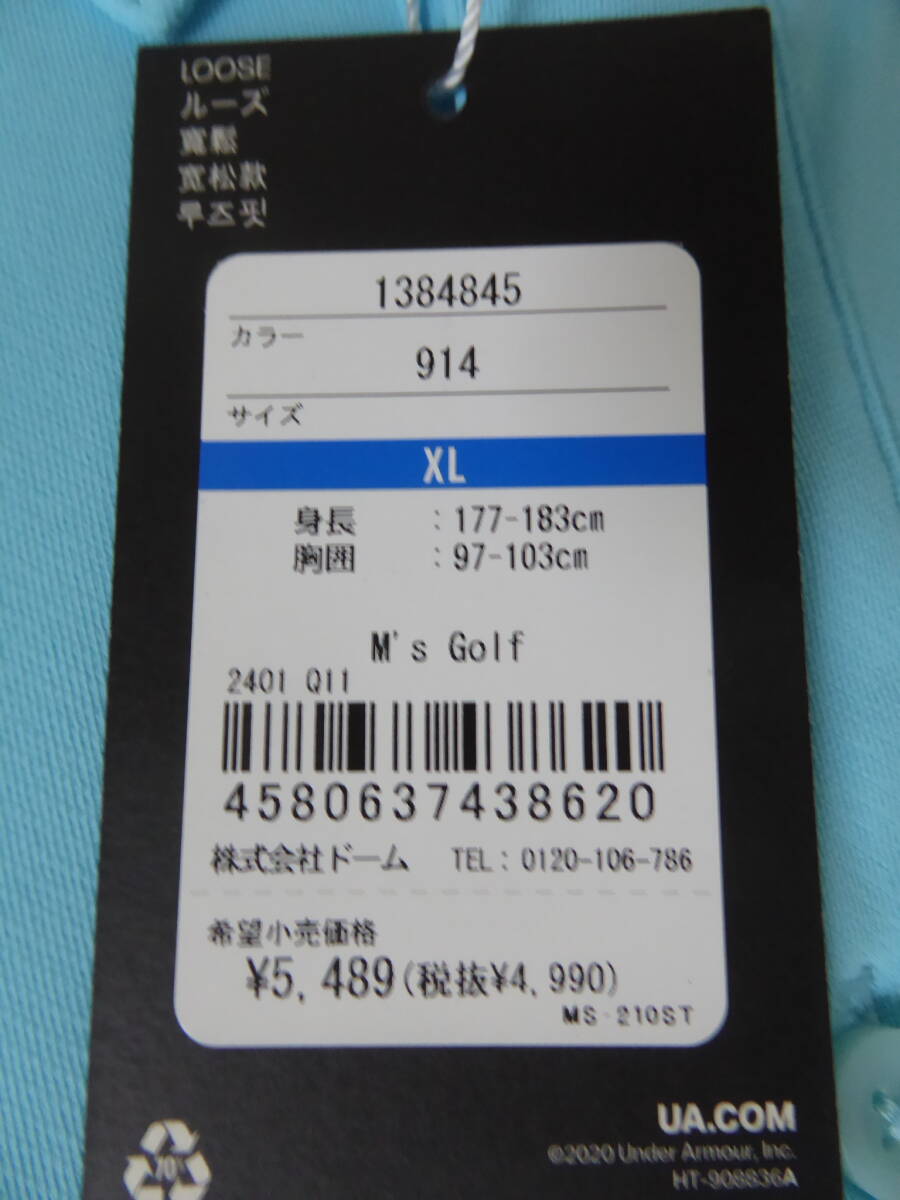 LOOSE
ルーズ
寬鬆
宽松款
루즈핏
1384845
カラー
914
サイズ
XL
身長 : 177-183cm
胸囲 : 97-103cm
M's Golf
2401 Q11
4580637438620
株式会社ドーム TEL: 0120-106-786
希望小売価格
¥5,489(税抜¥4,990)
MS-210ST
UA.COM
©2020 Under Armour, Inc.
HT-908836A